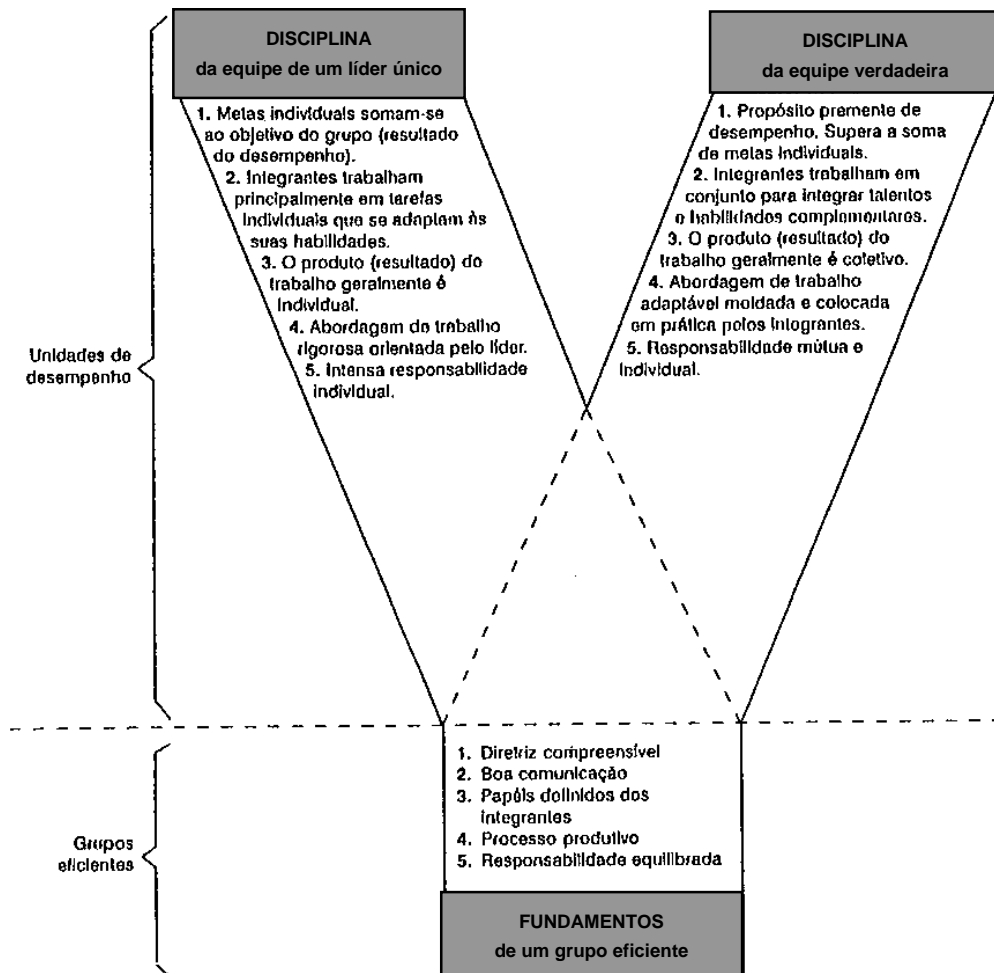 DISCIPLINA
da equipe de um líder único
1. Metas individuais somam-se
ao objetivo do grupo (resultado
do desempenho).
2. Integrantes trabalham
principalmente em tarefas
individuais que se adaptam às
suas habilidades.
3. O produto (resultado) do
trabalho geralmente é
individual.
4. Abordagem de trabalho
rigorosa orientada pelo líder.
5. Intensa responsabilidade
individual.
DISCIPLINA
da equipe verdadeira
1. Propósito premente de
desempenho. Supera a soma
de metas individuais.
2. Integrantes trabalham em
conjunto para integrar talentos
e habilidades complementares.
3. O produto (resultado) do
trabalho geralmente é coletivo.
4. Abordagem de trabalho
adaptável moldada e colocada
em prática pelos integrantes.
5. Responsabilidade mútua e
individual.
Unidades de
desempenho
1. Diretriz compreensível
2. Boa comunicação
3. Papéis definidos dos
integrantes
4. Processo produtivo
5. Responsabilidade equilibrada
Grupos
eficientes
FUNDAMENTOS
de um grupo eficiente